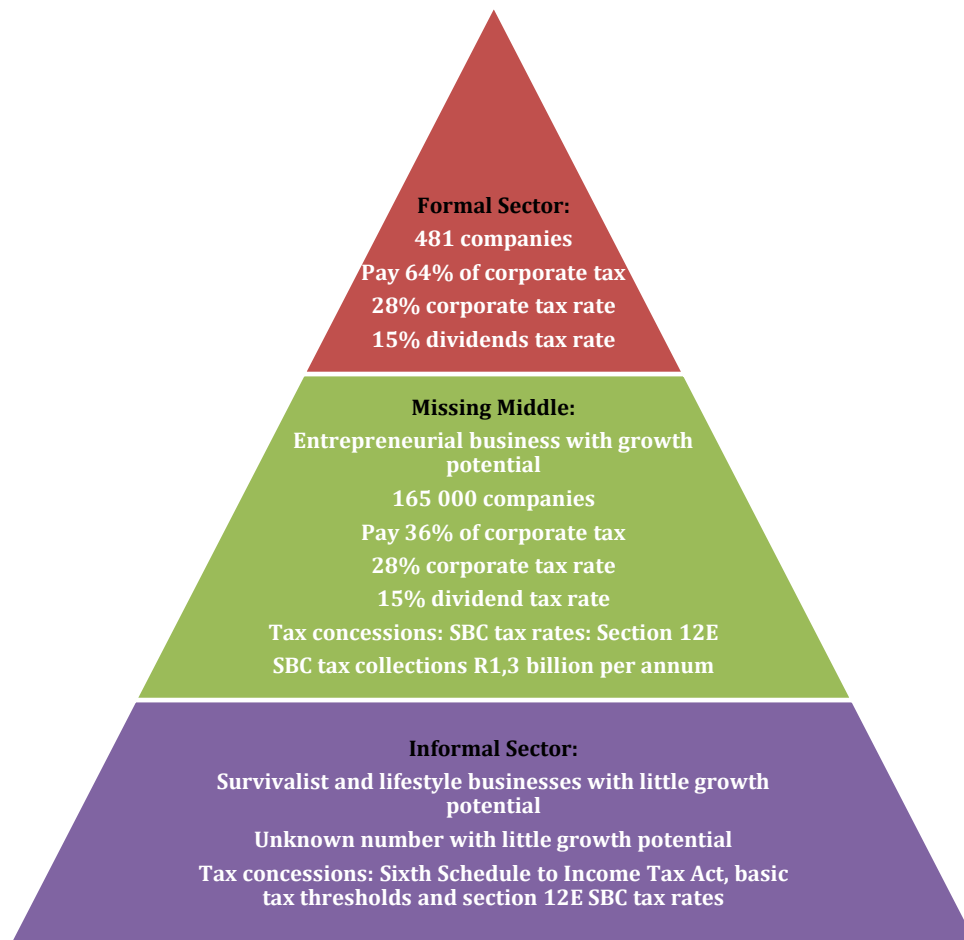 Formal Sector:
481 companies
Pay 64% of corporate tax
28% corporate tax rate
15% dividends tax rate
Missing Middle:
Entrepreneurial business with growth
potential
165 000 companies
Pay 36% of corporate tax
28% corporate tax rate
15% dividend tax rate
Tax concessions: SBC tax rates: Section 12E
SBC tax collections R1,3 billion per annum
Informal Sector:
Survivalist and lifestyle businesses with little growth
potential
Unknown number with little growth potential
Tax concessions: Sixth Schedule to Income Tax Act, basic
tax thresholds and section 12E SBC tax rates